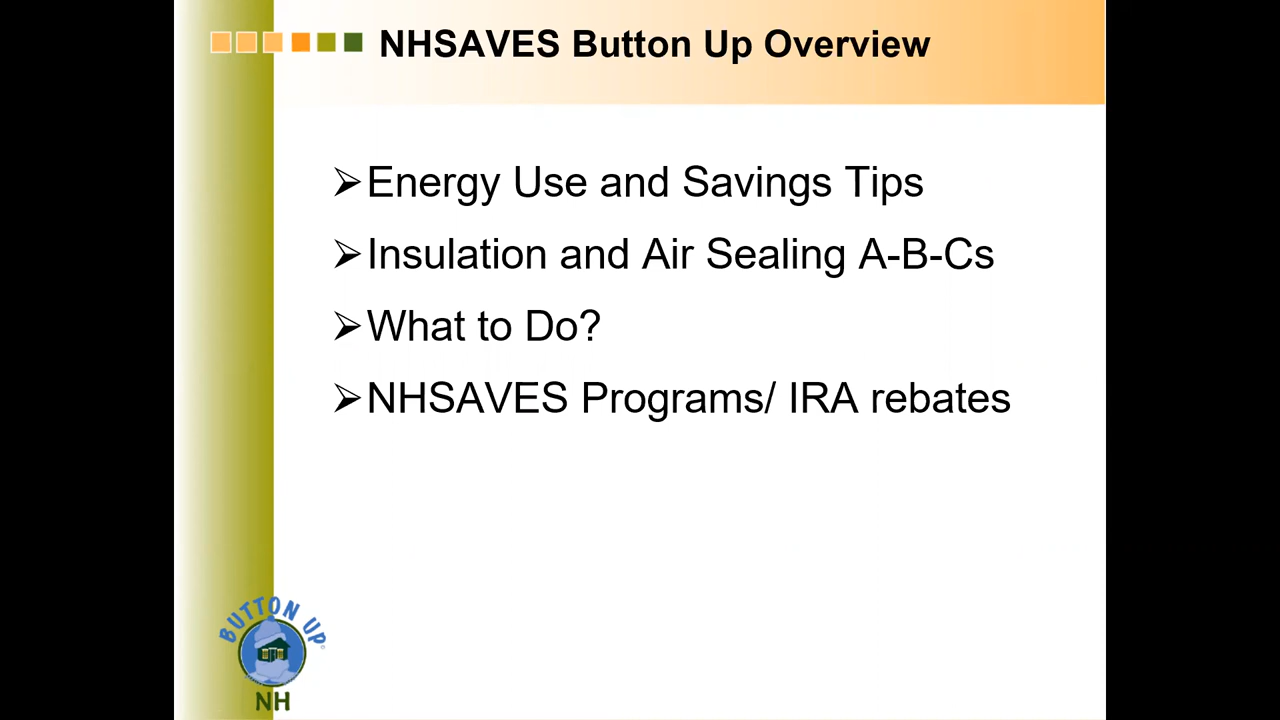 NHSAVES Button Up Overview
Energy Use and Savings Tips
Insulation and Air Sealing A-B-Cs
What to Do?
NHSAVES Programs/ IRA rebates
BUTTON UP
NH